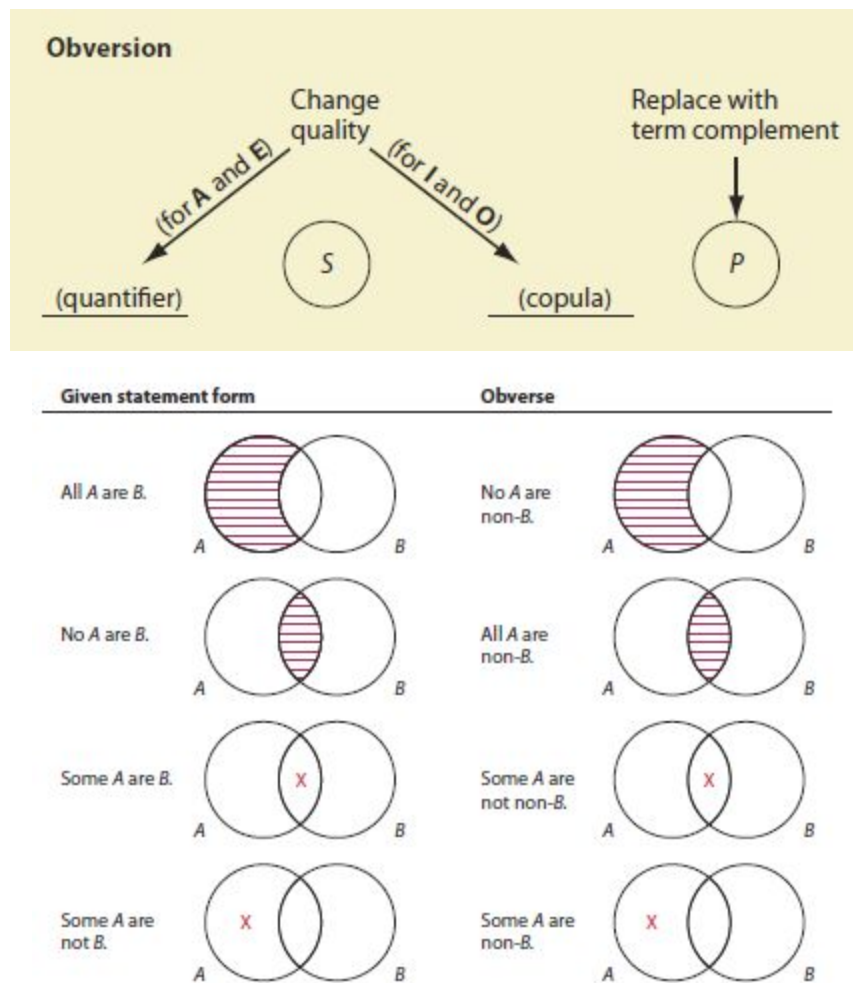 Obversion
Change
quality
Replace with
term complement
(for A and E)
(for I and O)
S
P
(quantifier)
(copula)
Given statement form
Obverse
All A are B.
A
B
No A are
non-B.
A
B
No A are B.
A
B
All A are
non-B.
A
B
Some A are B.
X
A
B
Some A are
not non-B.
X
A
B
Some A are
not B.
X
A
B
Some A are
non-B.
X
A
B